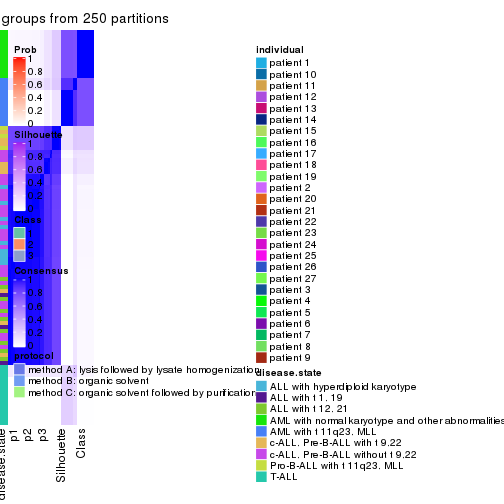 groups from 250 partitions
Prob
1
0.8
0.6
0.4
0.2
0
Silhouette
1
0.8
0.6
0.4
0.2
0
Class
1
2
3
Consensus
1
0.8
0.6
0.4
0.2
0
protocol
method A: lysis followed by lysate homogenization
method B: organic solvent
method C: organic solvent followed by purification
individual
patient 1
patient 10
patient 11
patient 12
patient 13
patient 14
patient 15
patient 16
patient 17
patient 18
patient 19
patient 2
patient 20
patient 21
patient 22
patient 23
patient 24
patient 25
patient 26
patient 27
patient 3
patient 4
patient 5
patient 6
patient 7
patient 8
patient 9
disease.state
ALL with hyperdiploid karyotype
ALL with t1. 19
ALL with t12. 21
AML with normal karyotype and other abnormalities
AML with t11q23. MLL
c-ALL. Pre-B-ALL with t9.22
c-ALL. Pre-B-ALL without t9.22
Pro-B-ALL with t11q23. MLL
T-ALL
disease.state
p1
p2
p3
Silhouette
Class